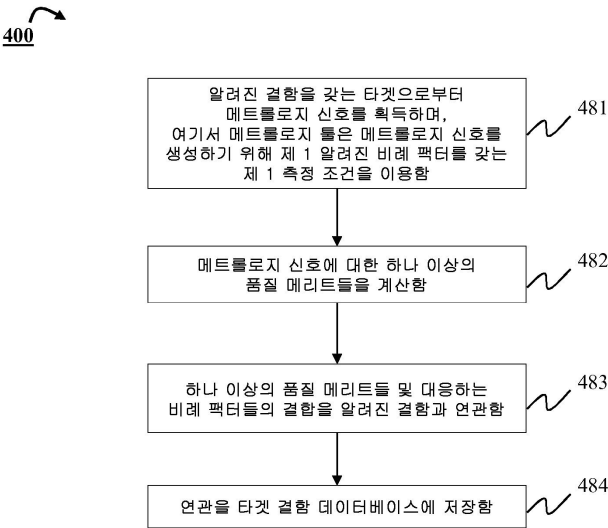 400
알려진 결함을 갖는 타겟으로부터
메트롤로지 신호를 획득하며,
여기서 메트롤로지 툴은 메트롤로지 신호를
생성하기 위해 제 1 알려진 비례 팩터를 갖는
제 1 측정 조건을 이용함
481
메트롤로지 신호에 대한 하나 이상의
품질 메리트들을 계산함
482
하나 이상의 품질 메리트들 및 대응하는
비례 팩터들의 결합을 알려진 결함과 연관함
483
연관을 타겟 결함 데이터베이스에 저장함
484